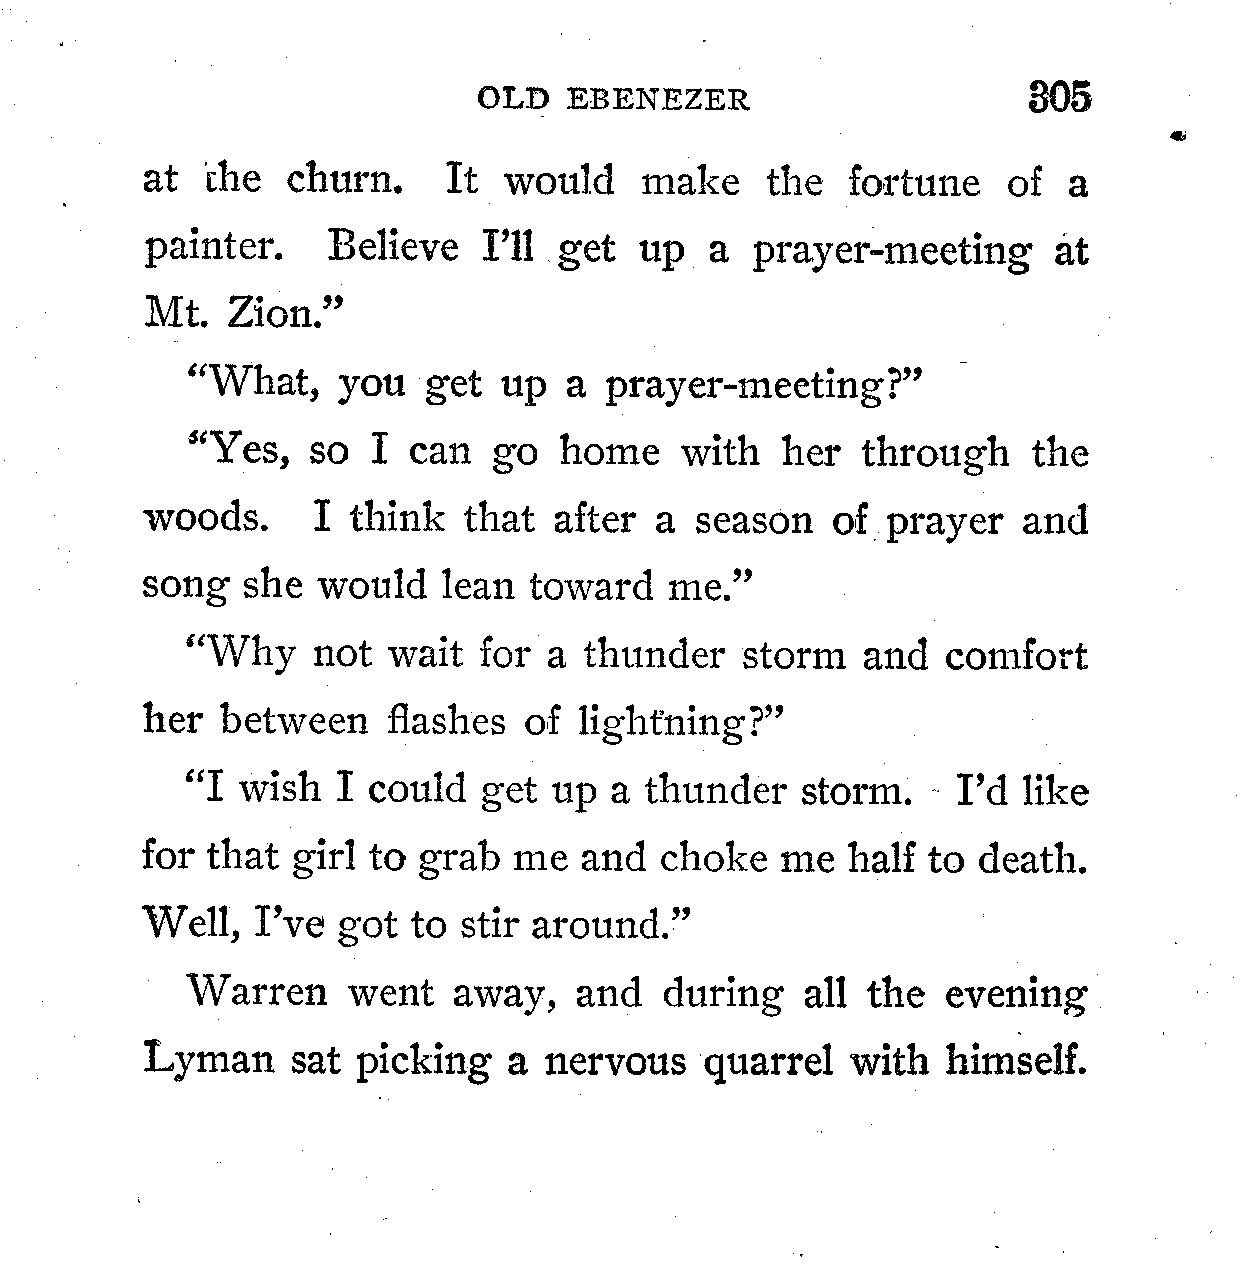 OLD EBENEZER 305
at the churn. It would make the fortune of a
painter. Believe I'll get up a prayer-meeting at
Mt. Zion.”
“What, you get up a prayer-meeting?”
“Yes, so I can go home with her through the
woods. I think that after a season of prayer and
song she would lean toward me.”
“Why not wait for a thunder storm and comfort
her between flashes of light'ning?”
“I wish I could get up a thunder storm. I'd like
for that girl to grab me and choke me half to death.
Well, I've got to stir around.”
Warren went away, and during all the evening
Lyman sat picking a nervous quarrel with himself.